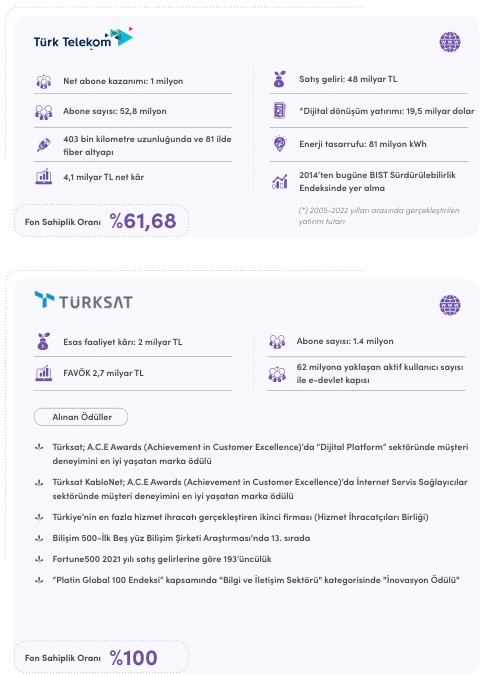 Türk Telekom
WWW
Net abone kazanımı: 1 milyon
Abone sayısı: 52,8 milyon
403 bin kilometre uzunluğunda ve 81 ilde
fiber altyapı
4,1 milyar TL net kâr
Satış geliri: 48 milyar TL
*Dijital dönüşüm yatırımı: 19,5 milyar dolar
Enerji tasarrufu: 81 milyon kWh
2014'ten bugüne BIST Sürdürülebilirlik
Endeksinde yer alma
(*) 2005-2022 yılları arasında gerçekleştirilen
yatırım tutarı
Fon Sahiplik Oranı %61,68
TÜRKSAT
WWW
Esas faaliyet kârı: 2 milyar TL
FAVÖK 2,7 milyar TL
Abone sayısı: 1.4 milyon
62 milyona yaklaşan aktif kullanıcı sayısı
ile e-devlet kapısı
Alınan Ödüller
Türksat; A.C.E Awards (Achievement in Customer Excellence)'da "Dijital Platform" sektöründe müşteri
deneyimini en iyi yaşatan marka ödülü
Türksat KabloNet; A.C.E Awards (Achievement in Customer Excellence)'da İnternet Servis Sağlayıcılar
sektöründe müşteri deneyimini en iyi yaşatan marka ödülü
Türkiye'nin en fazla hizmet ihracatı gerçekleştiren ikinci firması (Hizmet İhracatçıları Birliği)
Bilişim 500-İlk Beş yüz Bilişim Şirketi Araştırması'nda 13. sırada
Fortune500 2021 yılı satış gelirlerine göre 193'üncülük
"Platin Global 100 Endeksi" kapsamında "Bilgi ve İletişim Sektörü" kategorisinde "İnovasyon Ödülü"
Fon Sahiplik Oranı %100